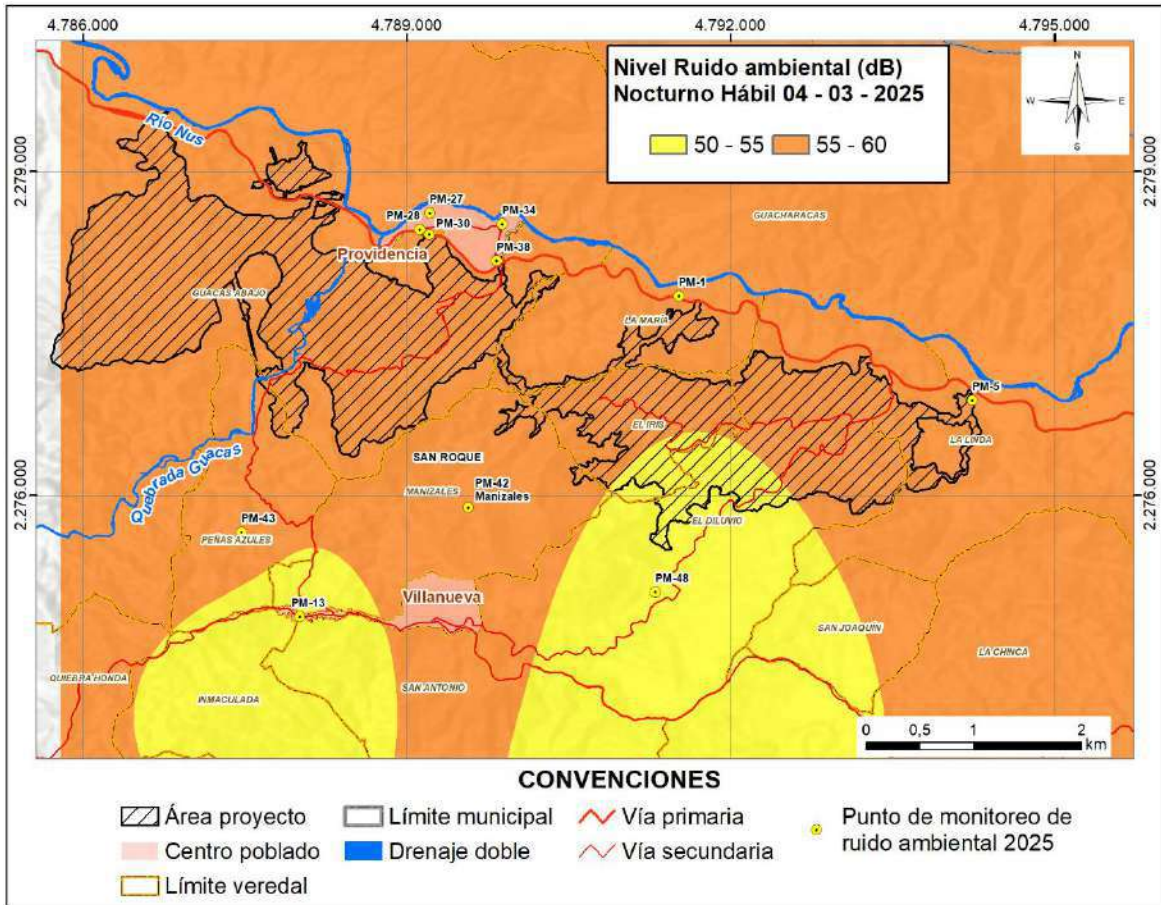 4.786.000
4.789.000
4.792.000
4.795.000
Nivel Ruido ambiental (dB)
Nocturno Hábil 04 - 03 - 2025
50 - 55
55 - 60
N
W
E
S
2.279.000
2.279.000
Río Nus
PM-27
PM-28
PM-30
PM-34
GUACHARACAS
PM-38
Providencia
GUACAS ABAJO
PM-1
LA MARÍA
PM-5
EL IRIS
LA LINDA
SAN ROQUE
Quebrada Guacas
MANIZALES
PM-42
Manizales
2.276.000
2.276.000
PM-43
PEÑAS AZULES
EL DILUVIO
PM-48
PM-13
Villanueva
SAN JOAQUÍN
LA CHINCA
QUIEBRA HONDA
INMACULADA
SAN ANTONIO
0 0,5 1 2
km
CONVENCIONES
Área proyecto
Límite municipal
Vía primaria
Punto de monitoreo de
ruido ambiental 2025
Centro poblado
Drenaje doble
Vía secundaria
Límite veredal